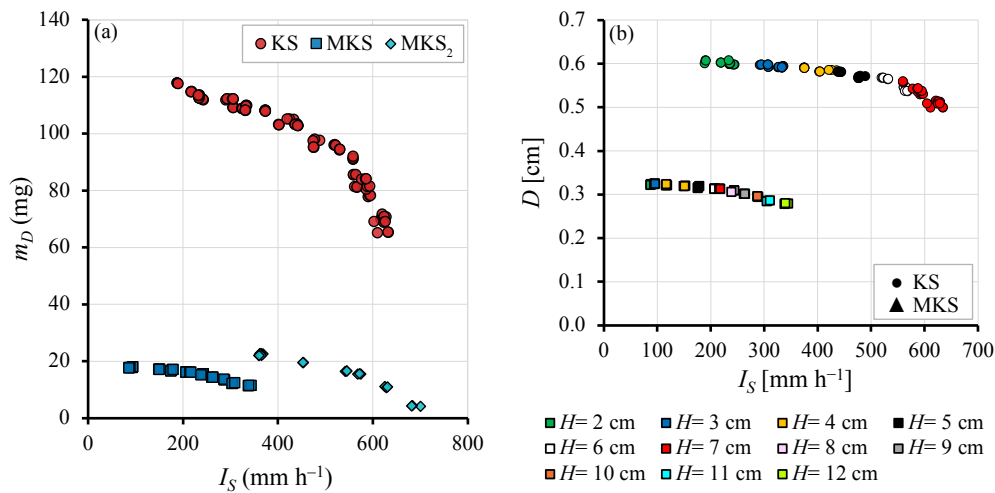 (a)
KS MKS MKS₂
140
120
100
80
60
40
20
0
m_D (mg)
0 200 400 600 800
I_S (mm h⁻¹)
(b)
0.7
0.6
0.5
0.4
0.3
0.2
0.1
0.0
D [cm]
KS
MKS
0 100 200 300 400 500 600 700
I_S [mm h⁻¹]
H= 2 cm H= 3 cm H= 4 cm H= 5 cm
H= 6 cm H= 7 cm H= 8 cm H= 9 cm
H= 10 cm H= 11 cm H= 12 cm